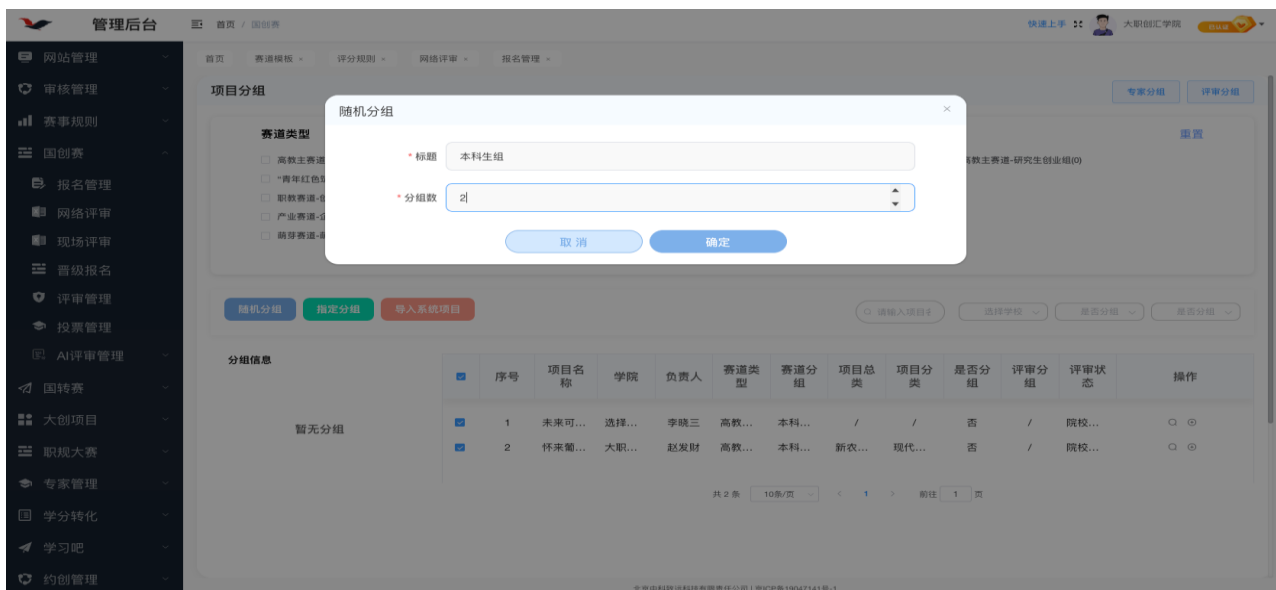 管理后台
首页 / 国创赛
快速上手
大职创汇学院
网站管理
审核管理
赛事规则
国创赛
报名管理
网络评审
现场评审
晋级报名
评审管理
投票管理
AI评审管理
国转赛
大创项目
职规大赛
专家管理
学分转化
学习吧
约创管理
首页
赛道模板 ×
评分规则 ×
网络评审 ×
报名管理 ×
项目分组
专家分组
评审分组
赛道类型
重置
高教主赛道
"青年红色
职教赛道-
产业赛道-
萌芽赛道-
高教主赛道-研究生创业组(0)
随机分组
×
* 标题
本科生组
* 分组数
2
取消
确定
随机分组
指定分组
导入系统项目
请输入项目
选择学校
是否分组
是否分组
分组信息
暂无分组
序号 项目名称 学院 负责人 赛道类型 赛道分组 项目总类 项目分类 是否分组 评审分组 评审状态 操作
1 未来可... 选择... 李晓三 高教... 本科... / / 否 / 院校...
2 怀来葡... 大职... 赵发财 高教... 本科... 新农... 现代... 否 / 院校...
共 2 条 10条/页 < 1 > 前往 1 页